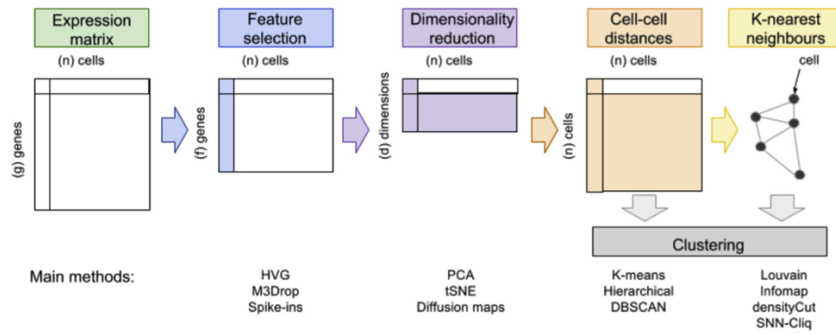 Expression
matrix
Feature
selection
Dimensionality
reduction
Cell-cell
distances
K-nearest
neighbours
(n) cells
(n) cells
(n) cells
(n) cells
cell
(g) genes
(f) genes
(d) dimensions
(n) cells
Clustering
Main methods:
HVG
M3Drop
Spike-ins
PCA
tSNE
Diffusion maps
K-means
Hierarchical
DBSCAN
Louvain
Infomap
densityCut
SNN-Cliq